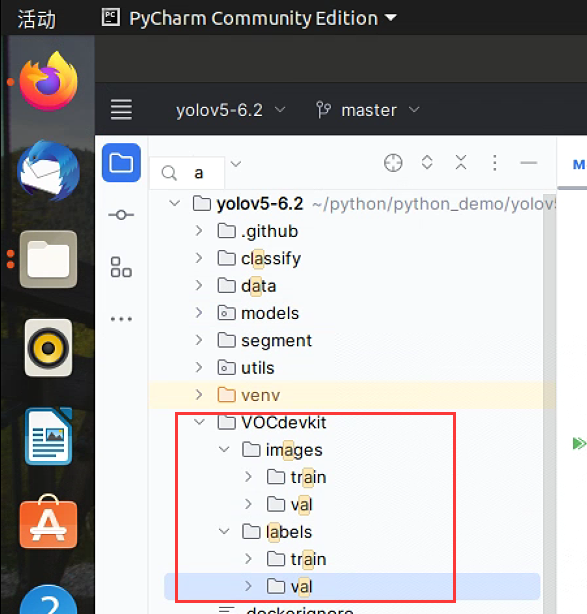 活动
PC PyCharm Community Edition
yolov5-6.2 master
a
M
yolov5-6.2 ~/python/python_demo/yolov5
.github
classify
data
models
segment
utils
venv
VOCdevkit
images
train
val
labels
train
val
.dockerignore